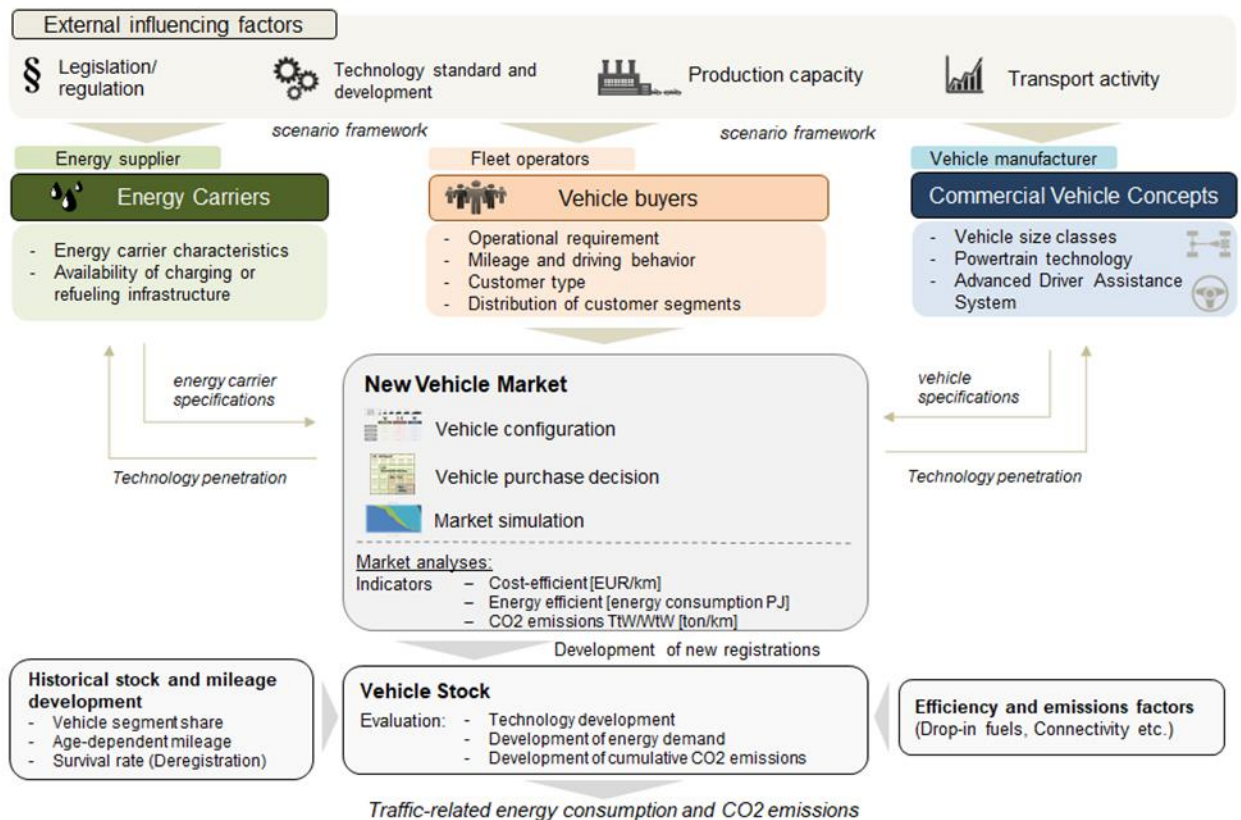 External influencing factors
§ Legislation/
regulation
Technology standard and
development
Production capacity
Transport activity
scenario framework
scenario framework
Energy supplier
Energy Carriers
- Energy carrier characteristics
- Availability of charging or
refueling infrastructure
Fleet operators
Vehicle buyers
- Operational requirement
- Mileage and driving behavior
- Customer type
- Distribution of customer segments
Vehicle manufacturer
Commercial Vehicle Concepts
- Vehicle size classes
- Powertrain technology
- Advanced Driver Assistance
System
energy carrier
specifications
Technology penetration
New Vehicle Market
Vehicle configuration
Vehicle purchase decision
Market simulation
Market analyses:
Indicators – Cost-efficient [EUR/km]
– Energy efficient [energy consumption PJ]
– CO2 emissions TtW/WtW [ton/km]
vehicle
specifications
Technology penetration
Development of new registrations
Historical stock and mileage
development
- Vehicle segment share
- Age-dependent mileage
- Survival rate (Deregistration)
Vehicle Stock
Evaluation: - Technology development
- Development of energy demand
- Development of cumulative CO2 emissions
Efficiency and emissions factors
(Drop-in fuels, Connectivity etc.)
Traffic-related energy consumption and CO2 emissions